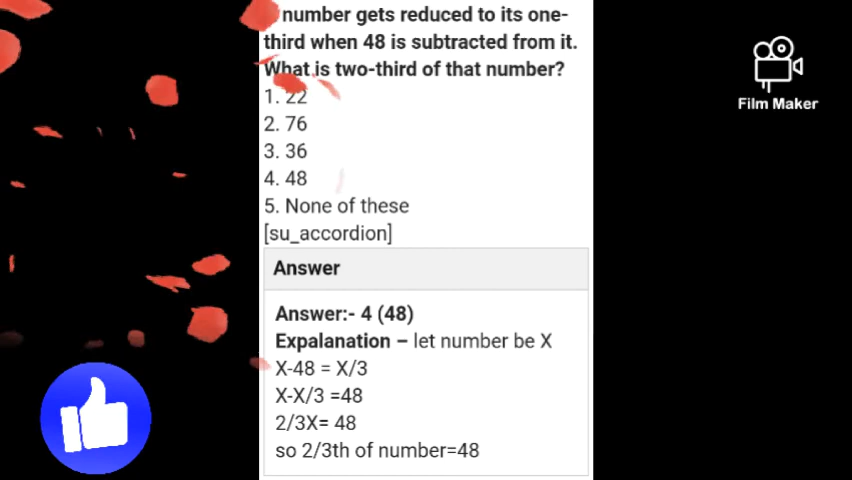 number gets reduced to its one-
third when 48 is subtracted from it.
What is two-third of that number?
1. 22
2. 76
3. 36
4. 48
5. None of these
[su_accordion]
Answer
Answer:- 4 (48)
Expalanation – let number be X
X-48 = X/3
X-X/3 =48
2/3X= 48
so 2/3th of number=48
Film Maker